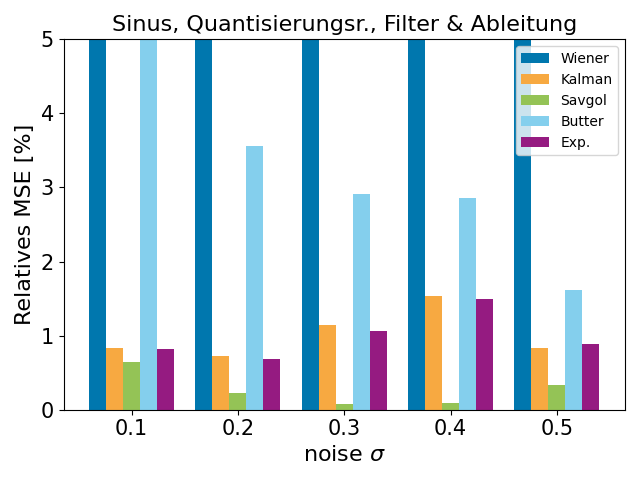 Sinus, Quantisierungsr., Filter & Ableitung
Relatives MSE [%]
5
4
3
2
1
0
Wiener
Kalman
Savgol
Butter
Exp.
0.1 0.2 0.3 0.4 0.5
noise σ